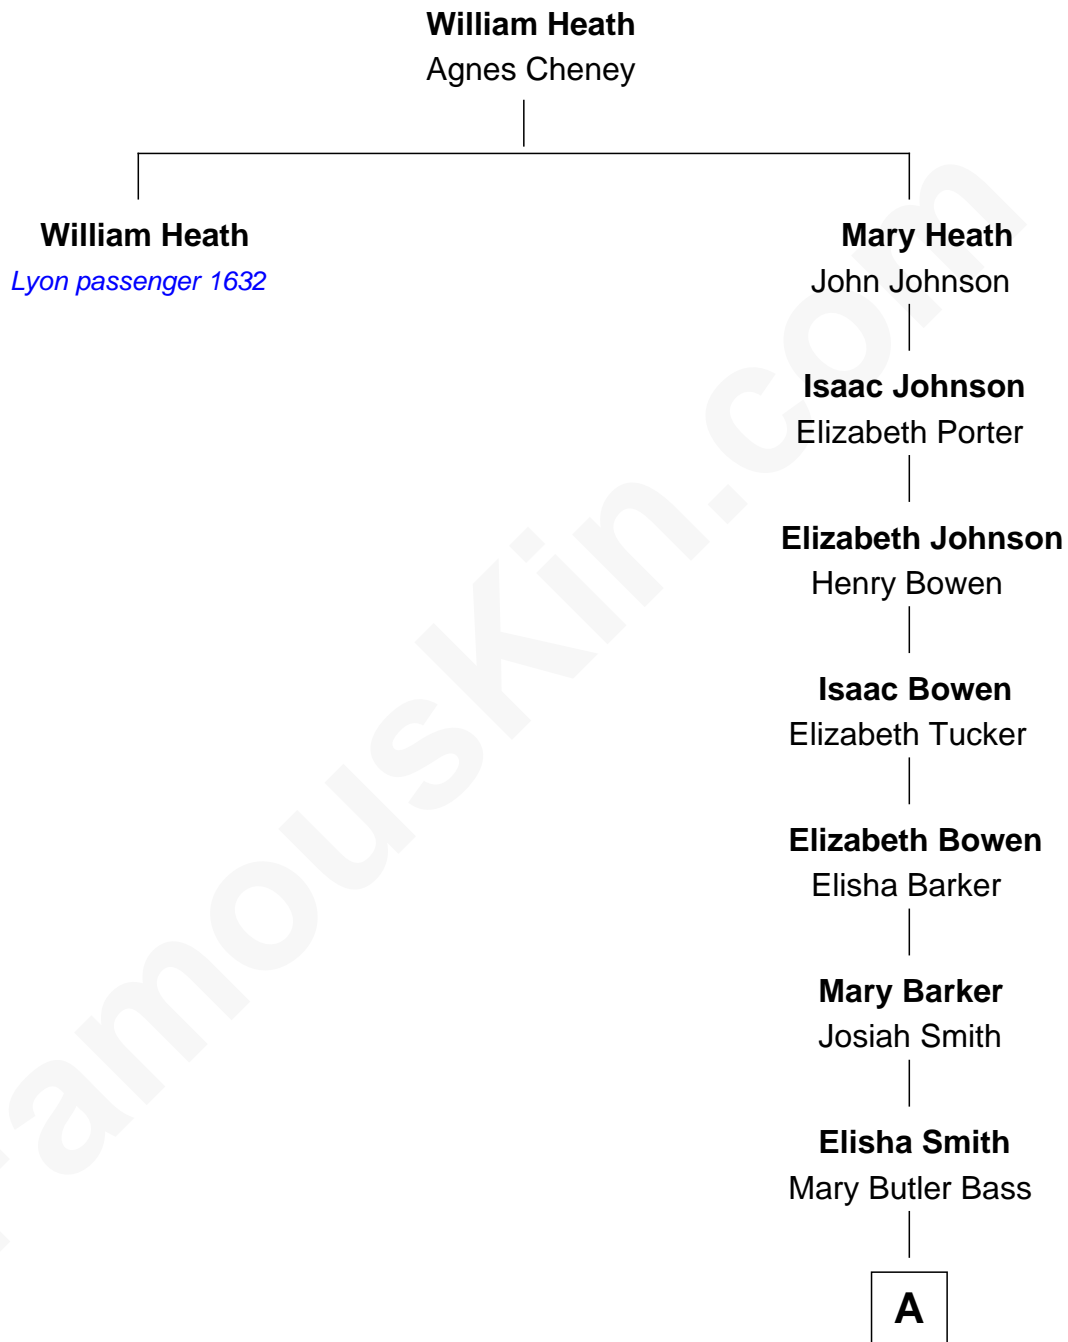 William Heath
Agnes Cheney
William Heath
Lyon passenger 1632
Mary Heath
John Johnson
Isaac Johnson
Elizabeth Porter
Elizabeth Johnson
Henry Bowen
Isaac Bowen
Elizabeth Tucker
Elizabeth Bowen
Elisha Barker
Mary Barker
Josiah Smith
Elisha Smith
Mary Butler Bass
A
FamousKin.com